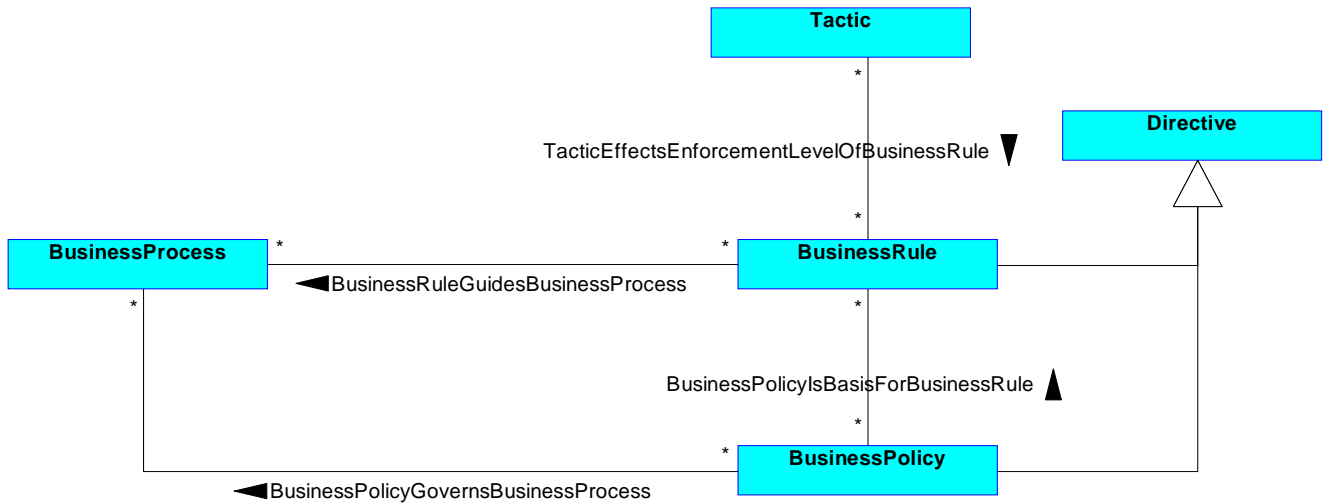 Tactic
*
Directive
TacticEffectsEnforcementLevelOfBusinessRule
*
BusinessProcess
*
*
BusinessRule
BusinessRuleGuidesBusinessProcess
*
*
BusinessPolicyIsBasisForBusinessRule
*
*
BusinessPolicy
BusinessPolicyGovernsBusinessProcess